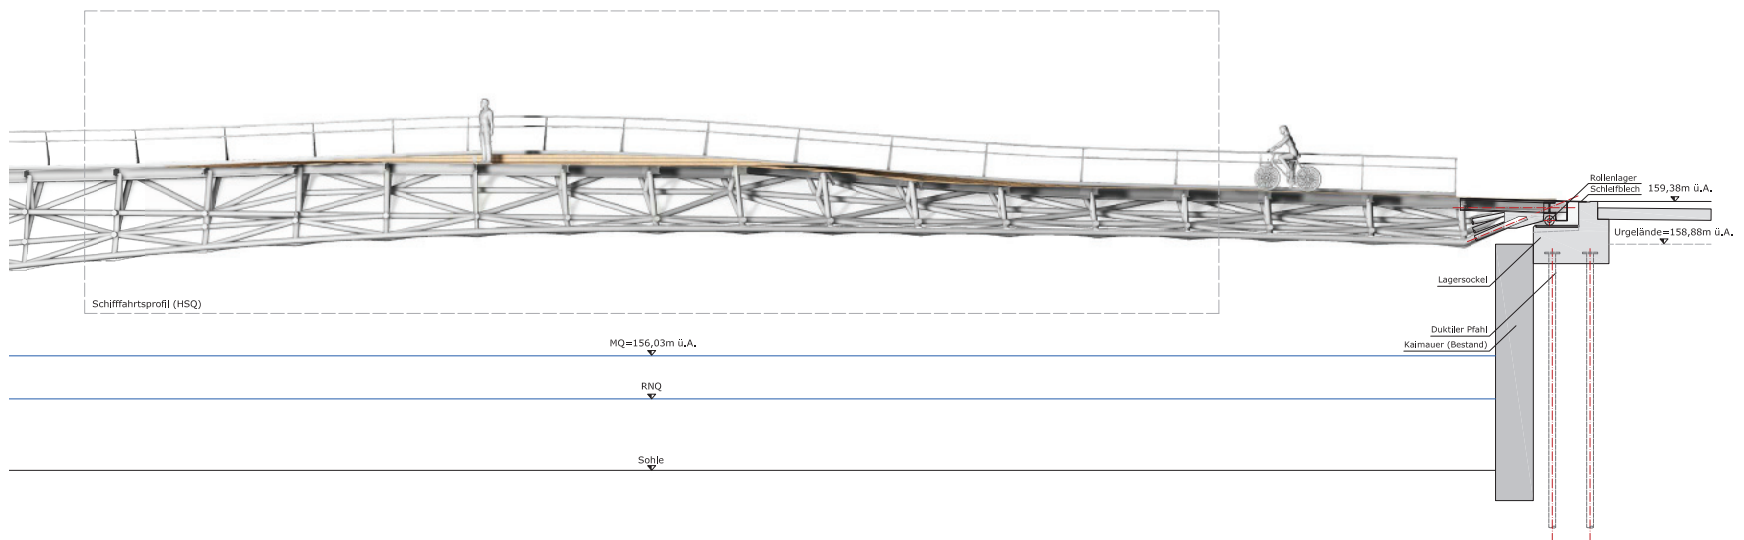 Rollenlager
Schleifblech 159,38m ü.A.
Urgelände=158,88m ü.A.
Lagersockel
Schifffahrtsprofil (HSQ)
Duktiler Pfahl
Kaimauer (Bestand)
MQ=156,03m ü.A.
RNQ
Sohle